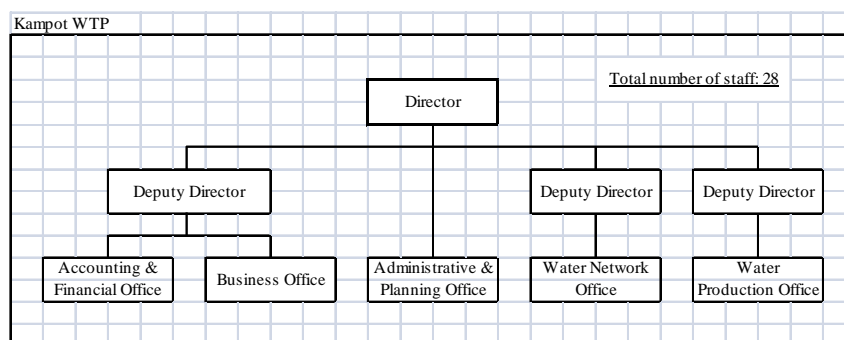 Kampot WTP
Total number of staff: 28
Director
Deputy Director
Deputy Director
Deputy Director
Accounting &
Financial Office
Business Office
Administrative &
Planning Office
Water Network
Office
Water
Production Office